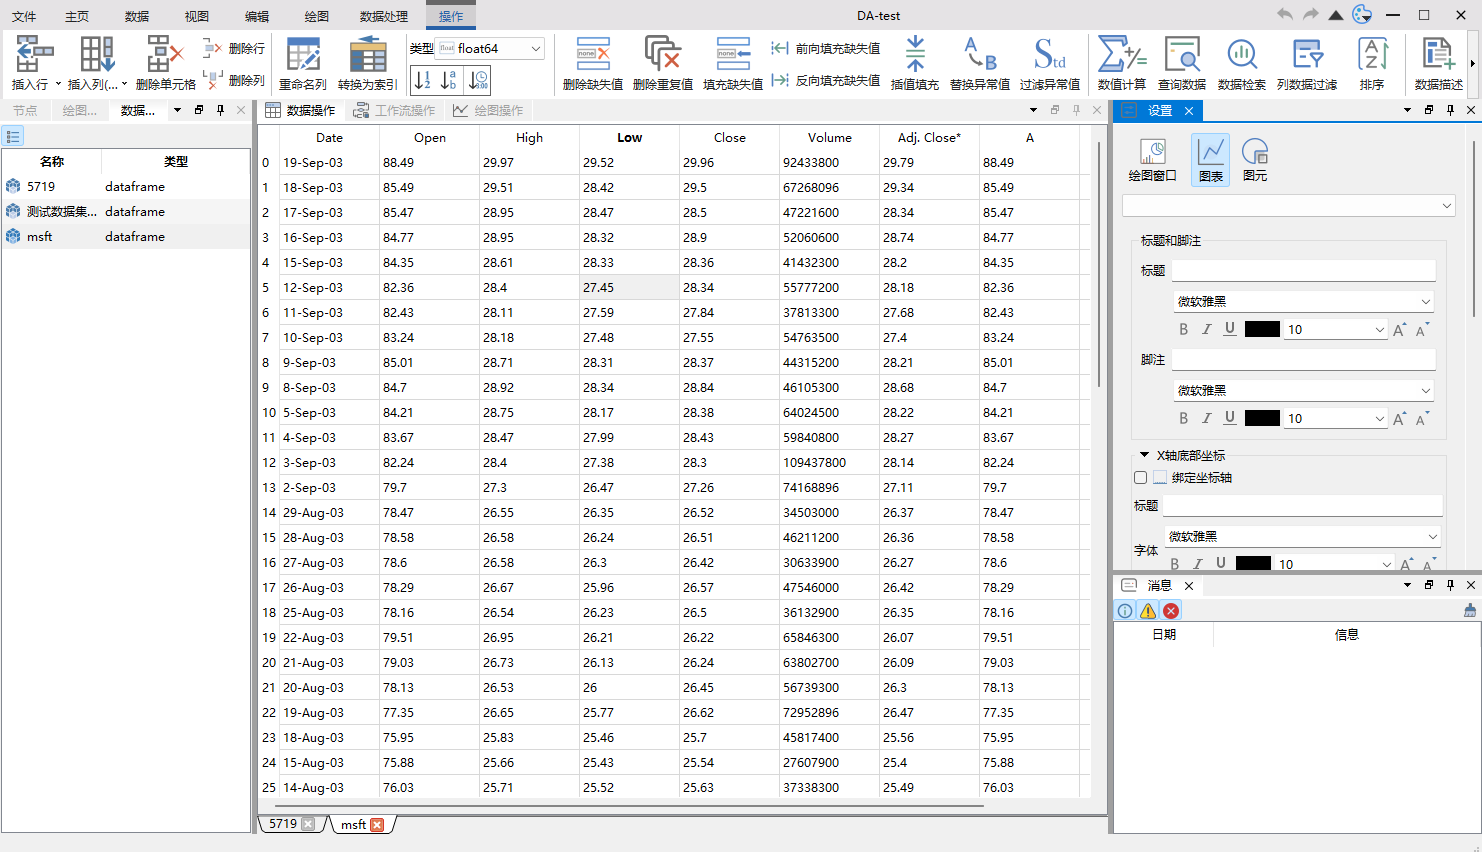 文件 主页 数据 视图 编辑 绘图 数据处理 操作 DA-test
插入行 插入列(... 删除单元格 删除行 删除列 重命名列 转换为索引 类型 float64 删除缺失值 删除重复值 填充缺失值 前向填充缺失值 反向填充缺失值 插值填充 替换异常值 过滤异常值 数值计算 查询数据 数据检索 列数据过滤 排序 数据描述
节点 绘图... 数据...
名称 类型
5719 dataframe
测试数据集... dataframe
msft dataframe
数据操作 工作流操作 绘图操作
Date Open High Low Close Volume Adj. Close* A
0 19-Sep-03 88.49 29.97 29.52 29.96 92433800 29.79 88.49
1 18-Sep-03 85.49 29.51 28.42 29.5 67268096 29.34 85.49
2 17-Sep-03 85.47 28.95 28.47 28.5 47221600 28.34 85.47
3 16-Sep-03 84.77 28.95 28.32 28.9 52060600 28.74 84.77
4 15-Sep-03 84.35 28.61 28.33 28.36 41432300 28.2 84.35
5 12-Sep-03 82.36 28.4 27.45 28.34 55777200 28.18 82.36
6 11-Sep-03 82.43 28.11 27.59 27.84 37813300 27.68 82.43
7 10-Sep-03 83.24 28.18 27.48 27.55 54763500 27.4 83.24
8 9-Sep-03 85.01 28.71 28.31 28.37 44315200 28.21 85.01
9 8-Sep-03 84.7 28.92 28.34 28.84 46105300 28.68 84.7
10 5-Sep-03 84.21 28.75 28.17 28.38 64024500 28.22 84.21
11 4-Sep-03 83.67 28.47 27.99 28.43 59840800 28.27 83.67
12 3-Sep-03 82.24 28.4 27.38 28.3 109437800 28.14 82.24
13 2-Sep-03 79.7 27.3 26.47 27.26 74168896 27.11 79.7
14 29-Aug-03 78.47 26.55 26.35 26.52 34503000 26.37 78.47
15 28-Aug-03 78.58 26.58 26.24 26.51 46211200 26.36 78.58
16 27-Aug-03 78.6 26.58 26.3 26.42 30633900 26.27 78.6
17 26-Aug-03 78.29 26.67 25.96 26.57 47546000 26.42 78.29
18 25-Aug-03 78.16 26.54 26.23 26.5 36132900 26.35 78.16
19 22-Aug-03 79.51 26.95 26.21 26.22 65846300 26.07 79.51
20 21-Aug-03 79.03 26.73 26.13 26.24 63802700 26.09 79.03
21 20-Aug-03 78.13 26.53 26 26.45 56739300 26.3 78.13
22 19-Aug-03 77.35 26.65 25.77 26.62 72952896 26.47 77.35
23 18-Aug-03 75.95 25.83 25.46 25.7 45817400 25.56 75.95
24 15-Aug-03 75.88 25.66 25.43 25.54 27607900 25.4 75.88
25 14-Aug-03 76.03 25.71 25.52 25.63 37338300 25.49 76.03
5719 msft
设置
绘图窗口 图表 图元
标题和脚注
标题
微软雅黑
B I U 10 A A
脚注
微软雅黑
B I U 10 A A
X轴底部坐标
绑定坐标轴
标题
字体 微软雅黑
B I U 10 A A
消息
日期 信息